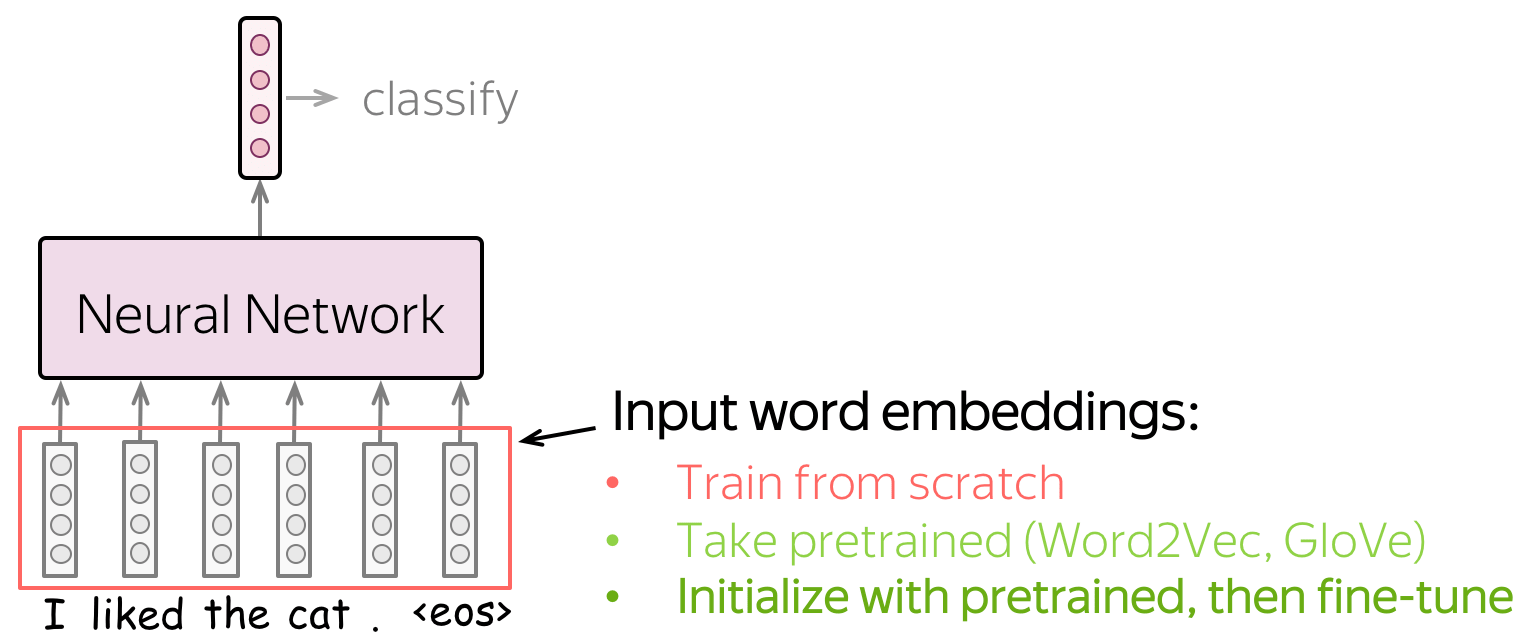 classify
Neural Network
Input word embeddings:
• Train from scratch
• Take pretrained (Word2Vec, GloVe)
• Initialize with pretrained, then fine-tune
I liked the cat . <eos>